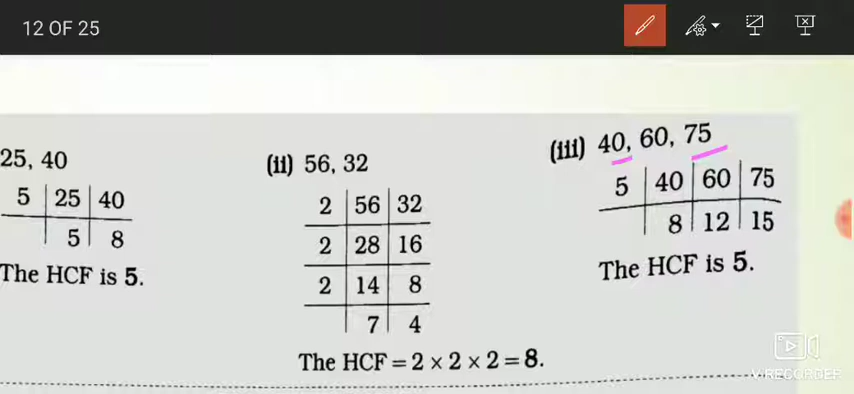 12 OF 25
25, 40
5 25 40
5 8
The HCF is 5.
(ii) 56, 32
2 56 32
2 28 16
2 14 8
7 4
The HCF = 2 × 2 × 2 = 8.
(iii) 40, 60, 75
5 40 60 75
8 12 15
The HCF is 5.
V RECORDER